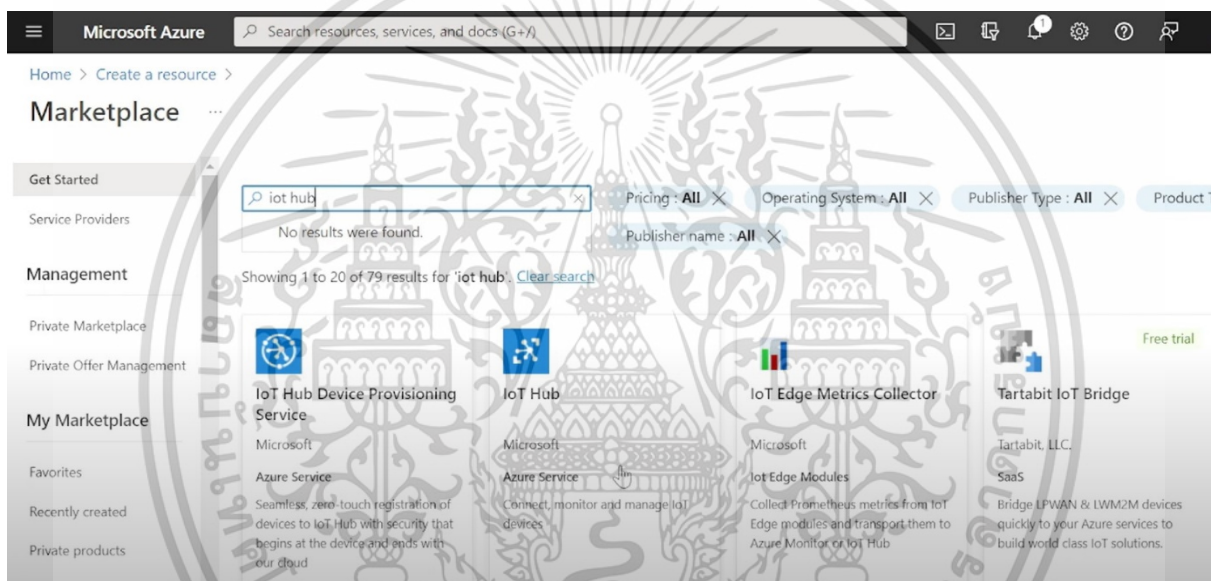 Microsoft Azure
Search resources, services, and docs (G+/)
1
Home > Create a resource >
Marketplace ...
Get Started
Service Providers
Management
Private Marketplace
Private Offer Management
My Marketplace
Favorites
Recently created
Private products
iot hub
No results were found.
Pricing : All
Operating System : All
Publisher Type : All
Product T
Publisher name : All
Showing 1 to 20 of 79 results for 'iot hub'. Clear search
IoT Hub Device Provisioning
Service
Microsoft
Azure Service
Seamless, zero-touch registration of
devices to IoT Hub with security that
begins at the device and ends with
our cloud
IoT Hub
Microsoft
Azure Service
Connect, monitor and manage IoT
devices
IoT Edge Metrics Collector
Microsoft
Iot Edge Modules
Collect Prometheus metrics from IoT
Edge modules and transport them to
Azure Monitor or IoT Hub
Free trial
Tartabit IoT Bridge
Tartabit, LLC.
SaaS
Bridge LPWAN & LWM2M devices
quickly to your Azure services to
build world class IoT solutions.